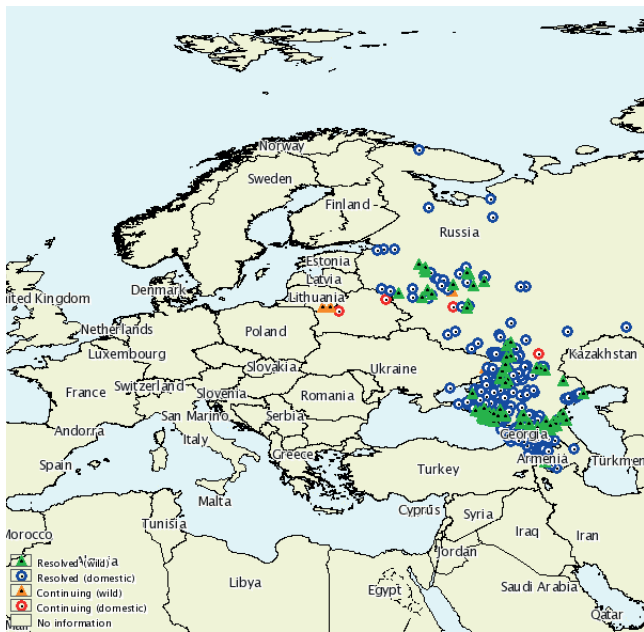 Norway
Sweden
Finland
Russia
Estonia
Latvia
Denmark
Lithuania
United Kingdom
Netherlands
Poland
Luxembourg
Kazakhstan
Slovakia
Ukraine
Switzerland
France
Slovenia
Romania
San Marino
Serbia
Andorra
Italy
Georgia
Greece
Armenia
Spain
Turkey
Türkmen
Malta
Cyprus
Syria
Tunisia
Iraq
Iran
Morocco
Jordan
Resolved (wild)
Resolved (domestic)
Libya
Egypt
Saudi Arabia
Continuing (wild)
Continuing (domestic)
Qatar
No information